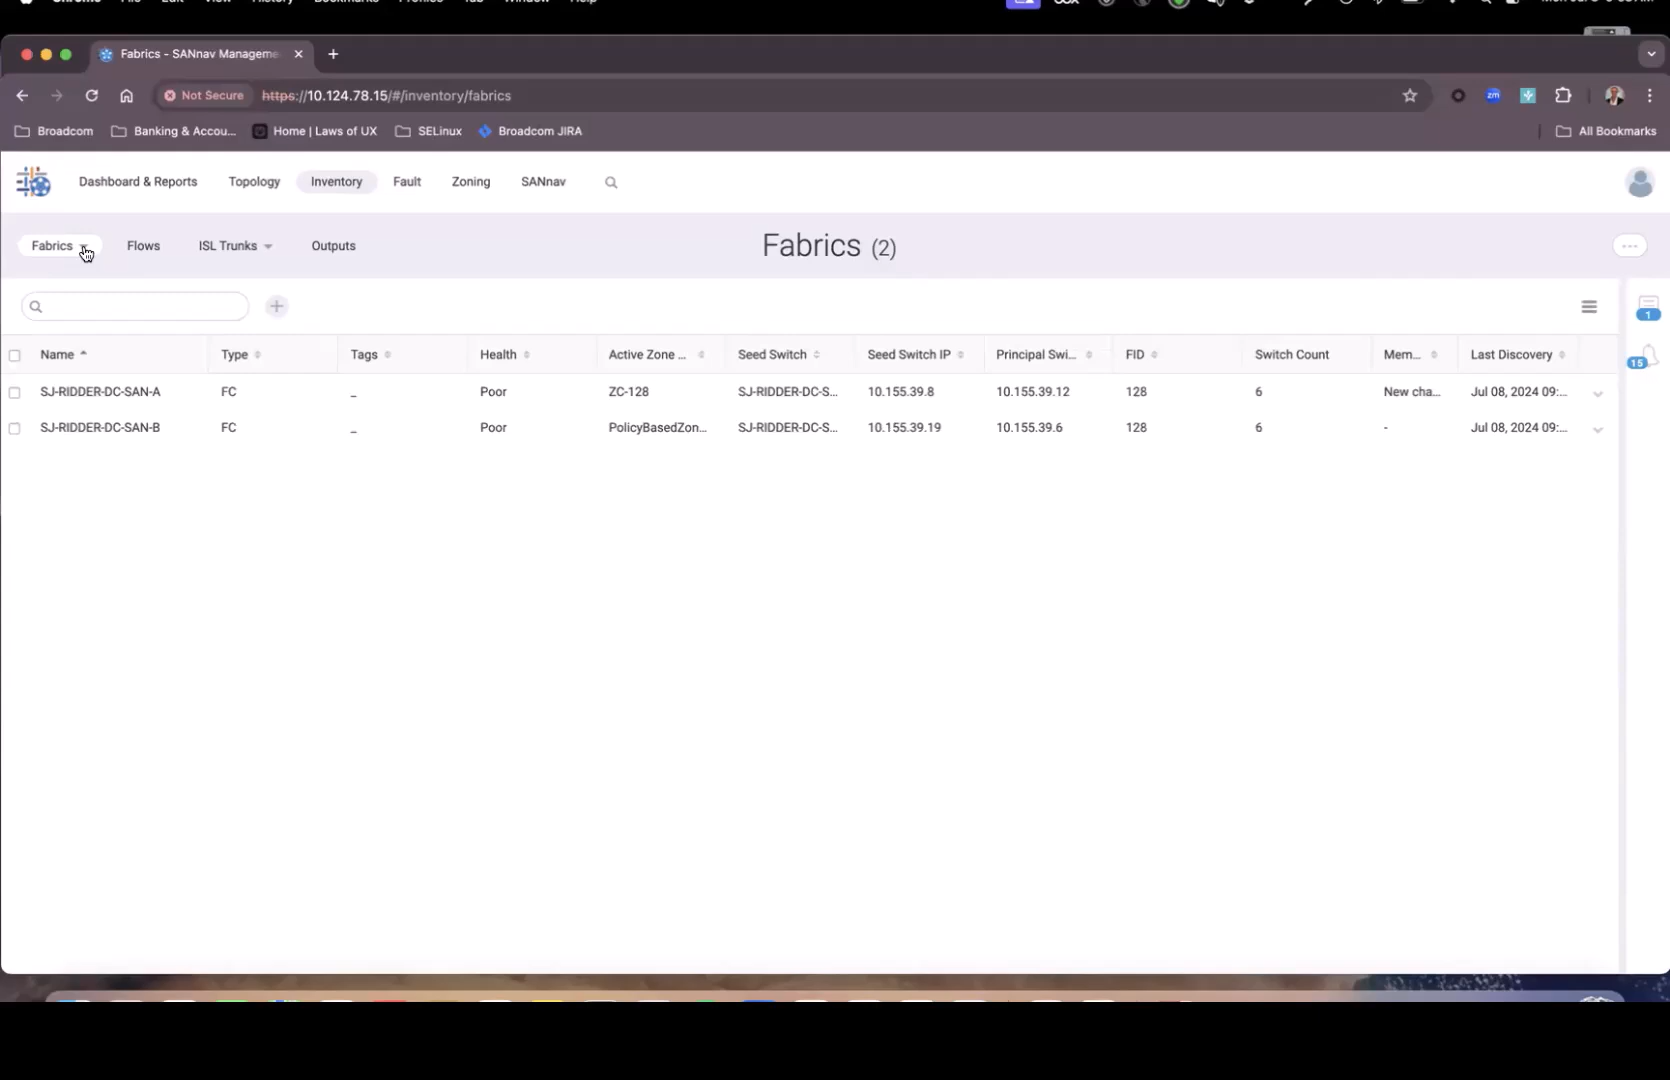 Fabrics - SANnav Manageme
Not Secure https://10.124.78.15/#/inventory/fabrics
zm
Broadcom Banking & Accou... Home | Laws of UX SELinux Broadcom JIRA All Bookmarks
Dashboard & Reports Topology Inventory Fault Zoning SANnav
Fabrics Flows ISL Trunks Outputs Fabrics (2)
1
15
Name Type Tags Health Active Zone ... Seed Switch Seed Switch IP Principal Swi... FID Switch Count Mem... Last Discovery
SJ-RIDDER-DC-SAN-A FC _ Poor ZC-128 SJ-RIDDER-DC-S... 10.155.39.8 10.155.39.12 128 6 New cha... Jul 08, 2024 09:...
SJ-RIDDER-DC-SAN-B FC _ Poor PolicyBasedZon... SJ-RIDDER-DC-S... 10.155.39.19 10.155.39.6 128 6 - Jul 08, 2024 09:...